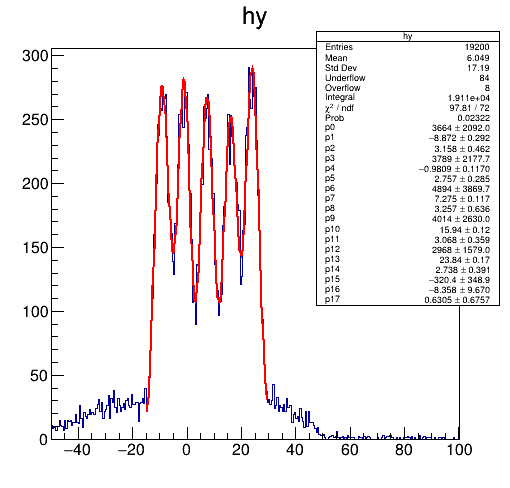 hy
hy
Entries 19200
Mean 6.049
Std Dev 17.19
Underflow 84
Overflow 8
Integral 1.911e+04
χ² / ndf 97.81 / 72
Prob 0.02322
p0 3664 ± 2092.0
p1 −8.872 ± 0.292
p2 3.158 ± 0.462
p3 3789 ± 2177.7
p4 −0.9809 ± 0.1170
p5 2.757 ± 0.285
p6 4894 ± 3869.7
p7 7.275 ± 0.117
p8 3.257 ± 0.636
p9 4014 ± 2630.0
p10 15.94 ± 0.12
p11 3.068 ± 0.359
p12 2968 ± 1579.0
p13 23.84 ± 0.17
p14 2.738 ± 0.391
p15 −320.4 ± 348.9
p16 −8.358 ± 9.670
p17 0.6305 ± 0.6757
300
250
200
150
100
50
0
−40 −20 0 20 40 60 80 100